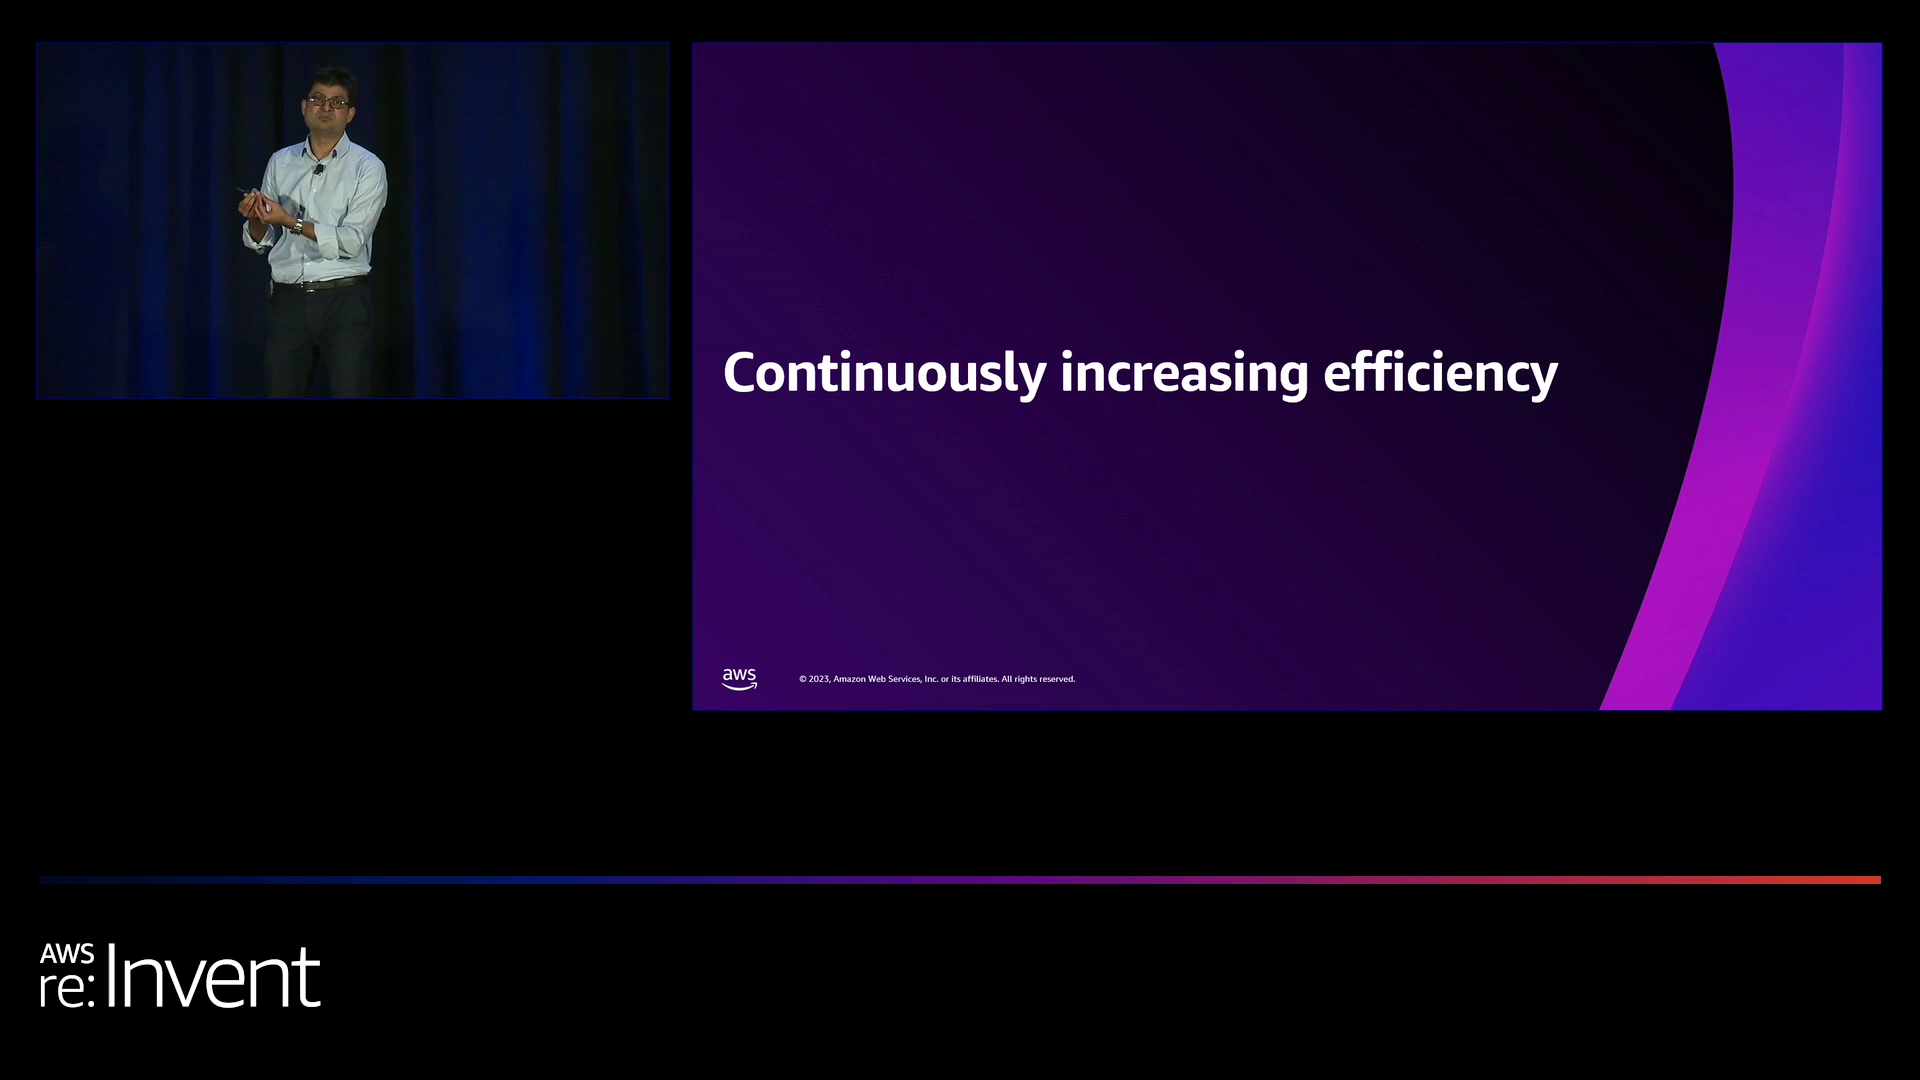 Continuously increasing efficiency
aws
© 2023, Amazon Web Services, Inc. or its affiliates. All rights reserved.
AWS
re:Invent